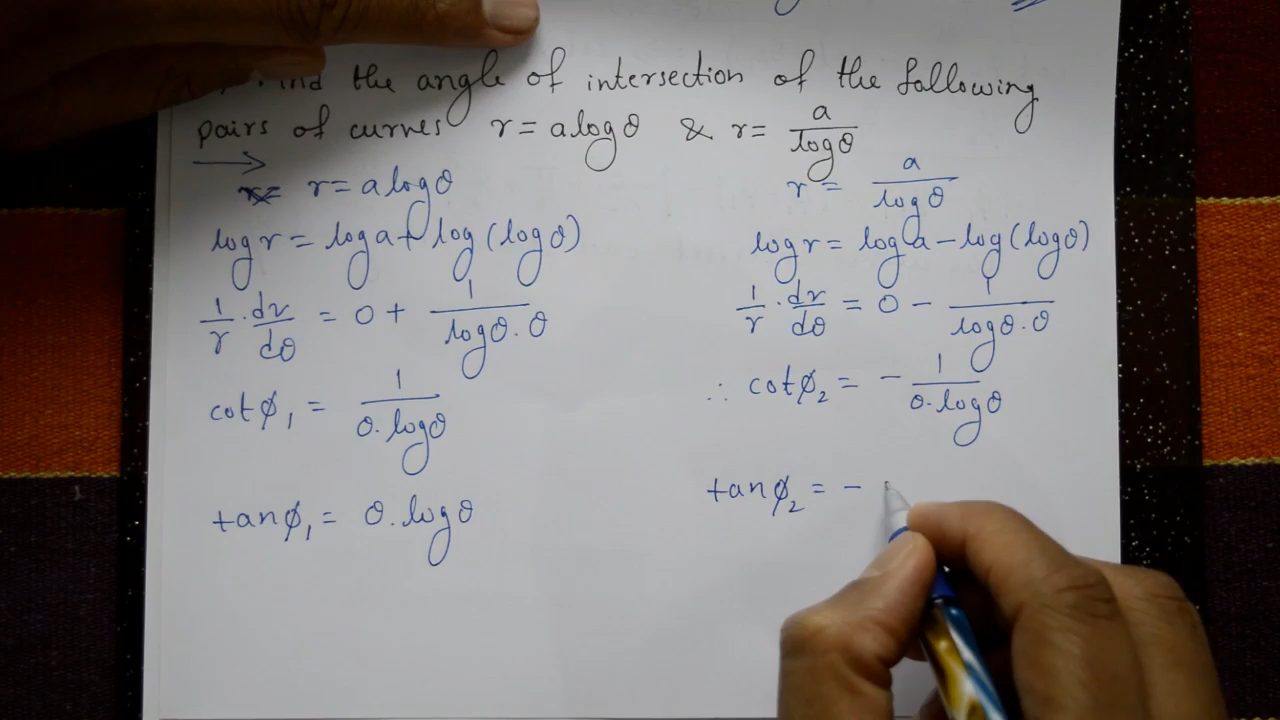 the angle of intersection of the following
pairs of curves r = a log θ & r = a / log θ
r = a log θ
log r = log a + log (log θ)
1/r · dr/dθ = 0 + 1 / log θ · θ
cot ϕ₁ = 1 / θ · log θ
tan ϕ₁ = θ · log θ
r = a / log θ
log r = log a − log (log θ)
1/r · dr/dθ = 0 − 1 / log θ · θ
∴ cot ϕ₂ = − 1 / θ · log θ
tan ϕ₂ = −